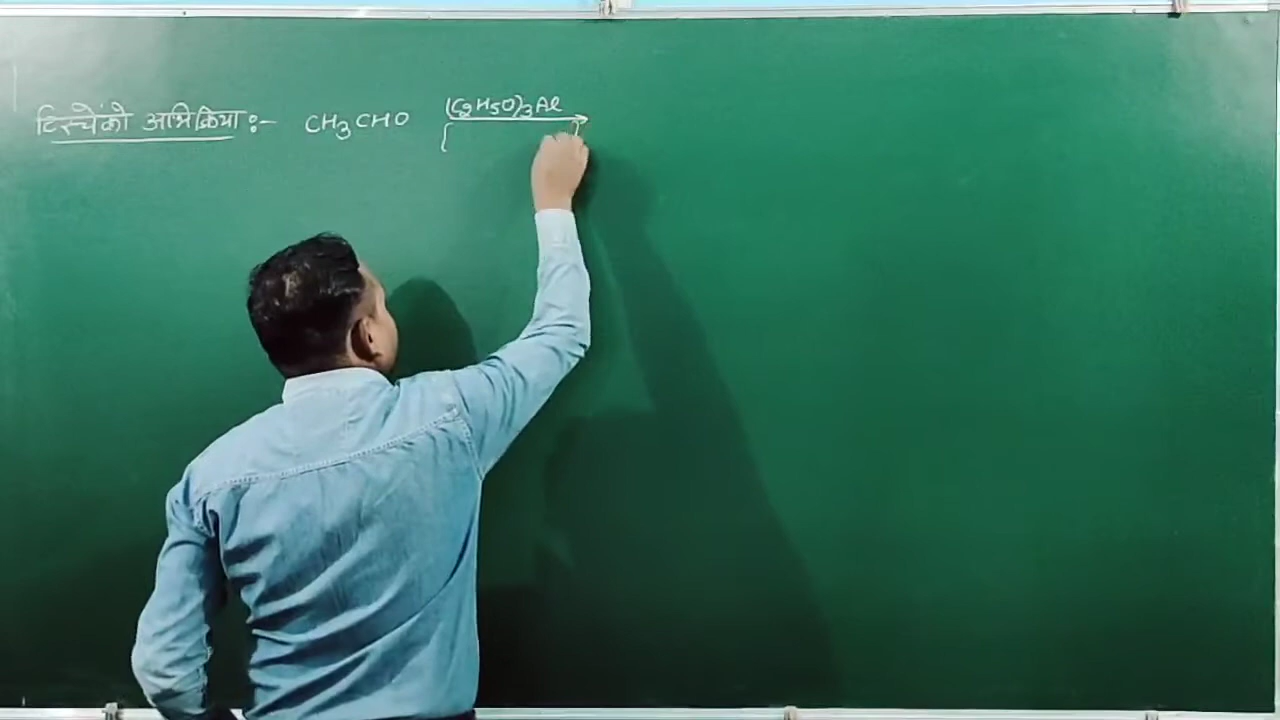 टिस्चेंको अभिक्रिया :- CH3CHO (C2H5O)3Al →